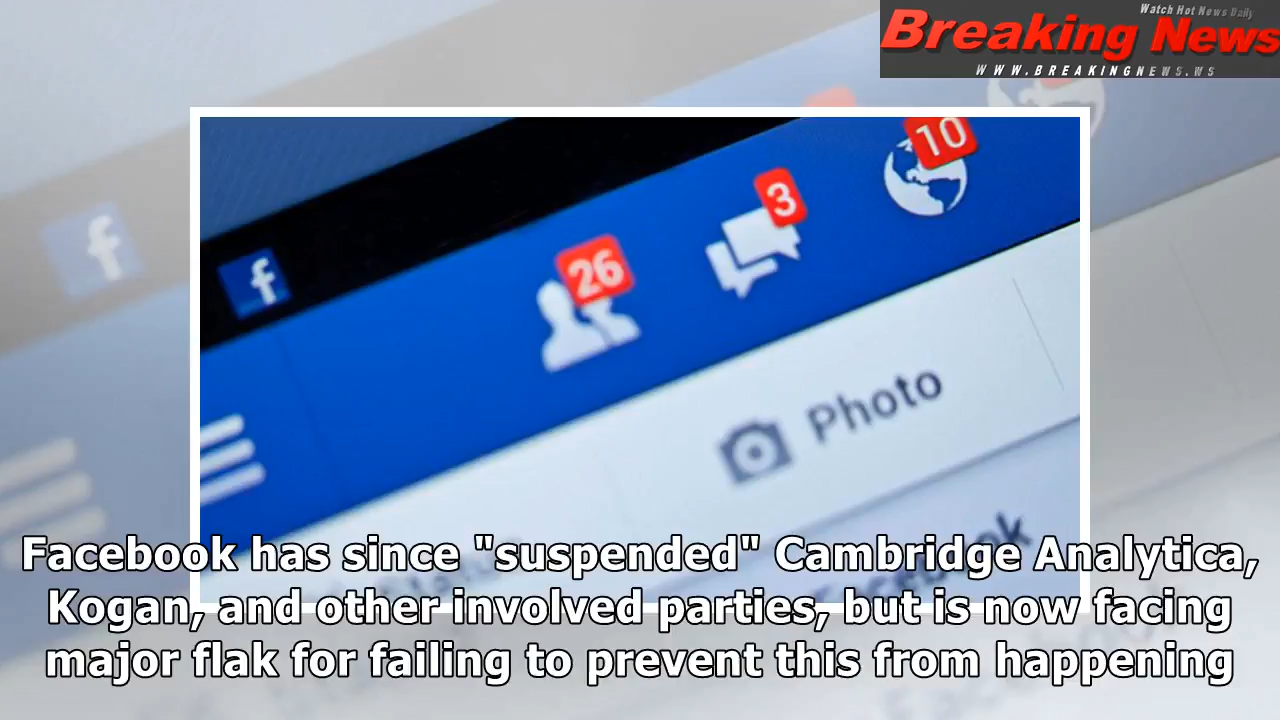 Watch Hot News Daily
Breaking News
WWW.BREAKINGNEWS.WS
10
3
26
f
f
Photo
Facebook has since "suspended" Cambridge Analytica,
Kogan, and other involved parties, but is now facing
major flak for failing to prevent this from happening